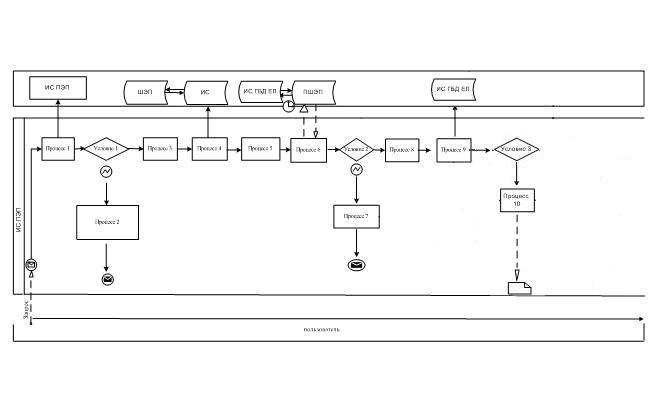 ИС ПЭП
ШЭП
ИС
ИС ГБД ЕЛ
ПШЭП
ИС ГБД ЕЛ
Процесс 1
Условие 1
Процесс 3
Процесс 4
Процесс 5
Процесс 6
Условие 2
Процесс 8
Процесс 9
Условие 3
Процесс 2
Процесс 7
Процесс
10
ИС ПЭП
Запрос
пользователь